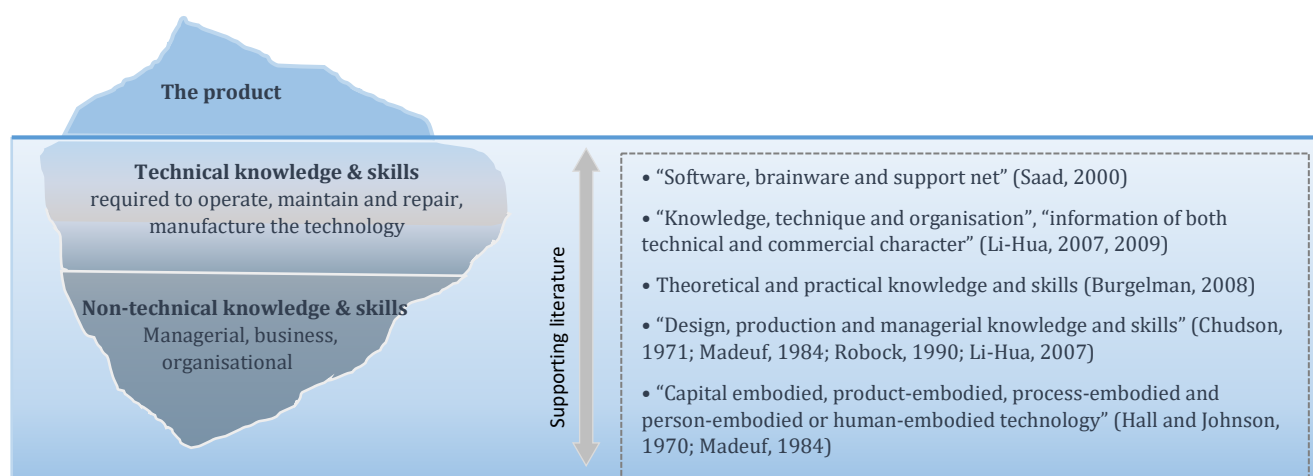 The product
Technical knowledge & skills
required to operate, maintain and repair,
manufacture the technology
Non-technical knowledge & skills
Managerial, business,
organisational
Supporting literature
• “Software, brainware and support net” (Saad, 2000)
• “Knowledge, technique and organisation”, “information of both
technical and commercial character” (Li-Hua, 2007, 2009)
• Theoretical and practical knowledge and skills (Burgelman, 2008)
• “Design, production and managerial knowledge and skills” (Chudson,
1971; Madeuf, 1984; Robock, 1990; Li-Hua, 2007)
• “Capital embodied, product-embodied, process-embodied and
person-embodied or human-embodied technology” (Hall and Johnson,
1970; Madeuf, 1984)